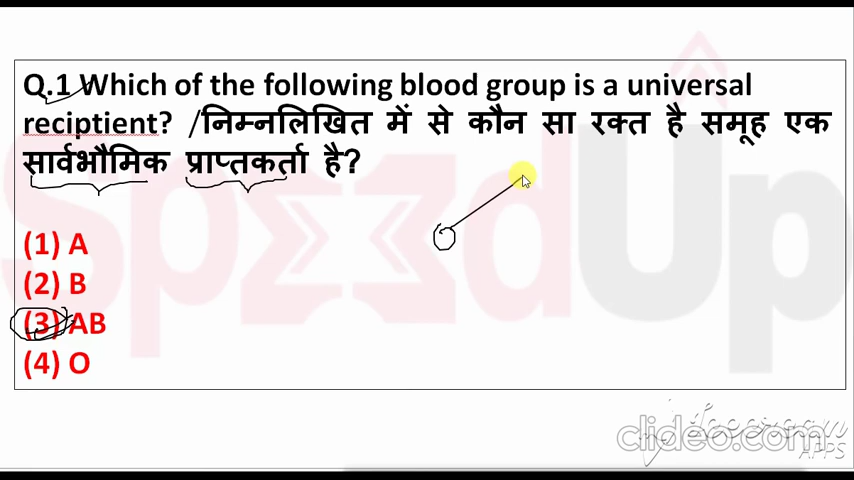 Q.1 Which of the following blood group is a universal
reciptient? /निम्नलिखित में से कौन सा रक्त है समूह एक
सार्वभौमिक प्राप्तकर्ता है?
(1) A
(2) B
(3) AB
(4) O
SpeedUp
clideo.com
APPS